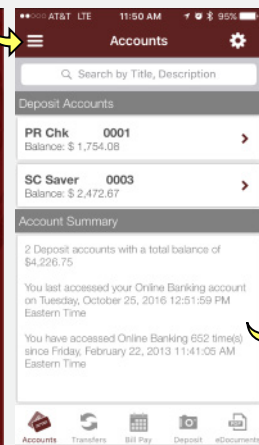 AT&T LTE 11:50 AM 95%
Accounts
Search by Title, Description
Deposit Accounts
PR Chk 0001
Balance: $ 1,754.08
SC Saver 0003
Balance: $ 2,472.67
Account Summary
2 Deposit accounts with a total balance of
$4,226.75
You last accessed your Online Banking account
on Tuesday, October 25, 2016 12:51:59 PM
Eastern Time
You have accessed Online Banking 652 time(s)
since Friday, February 22, 2013 11:41:05 AM
Eastern Time
Accounts Transfers Bill Pay Deposit eDocuments